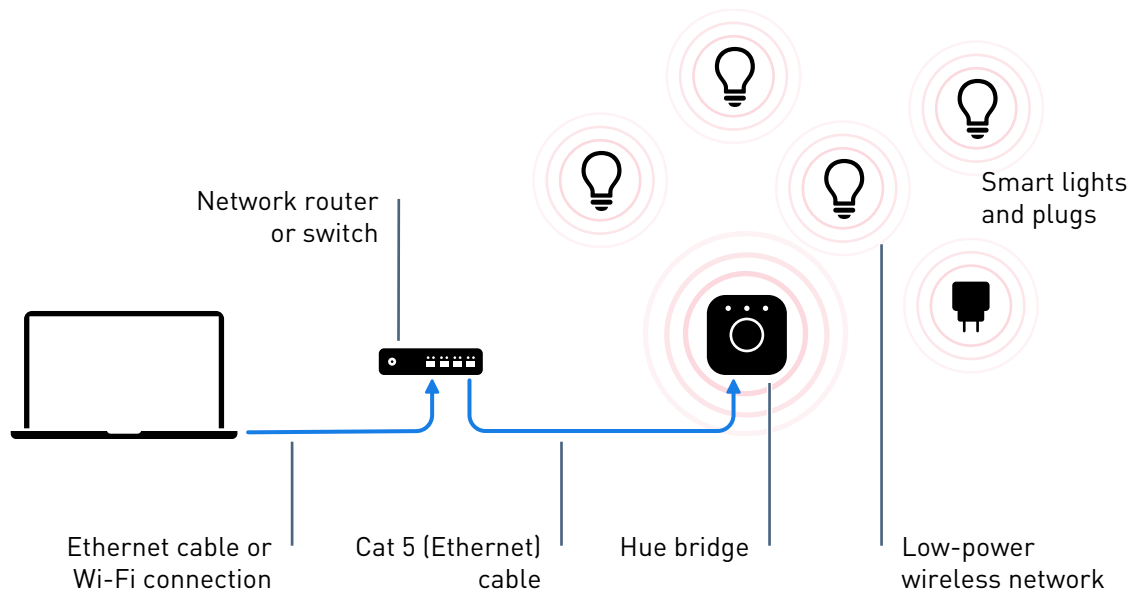 Network router
or switch
Smart lights
and plugs
Ethernet cable or
Wi-Fi connection
Cat 5 (Ethernet)
cable
Hue bridge
Low-power
wireless network